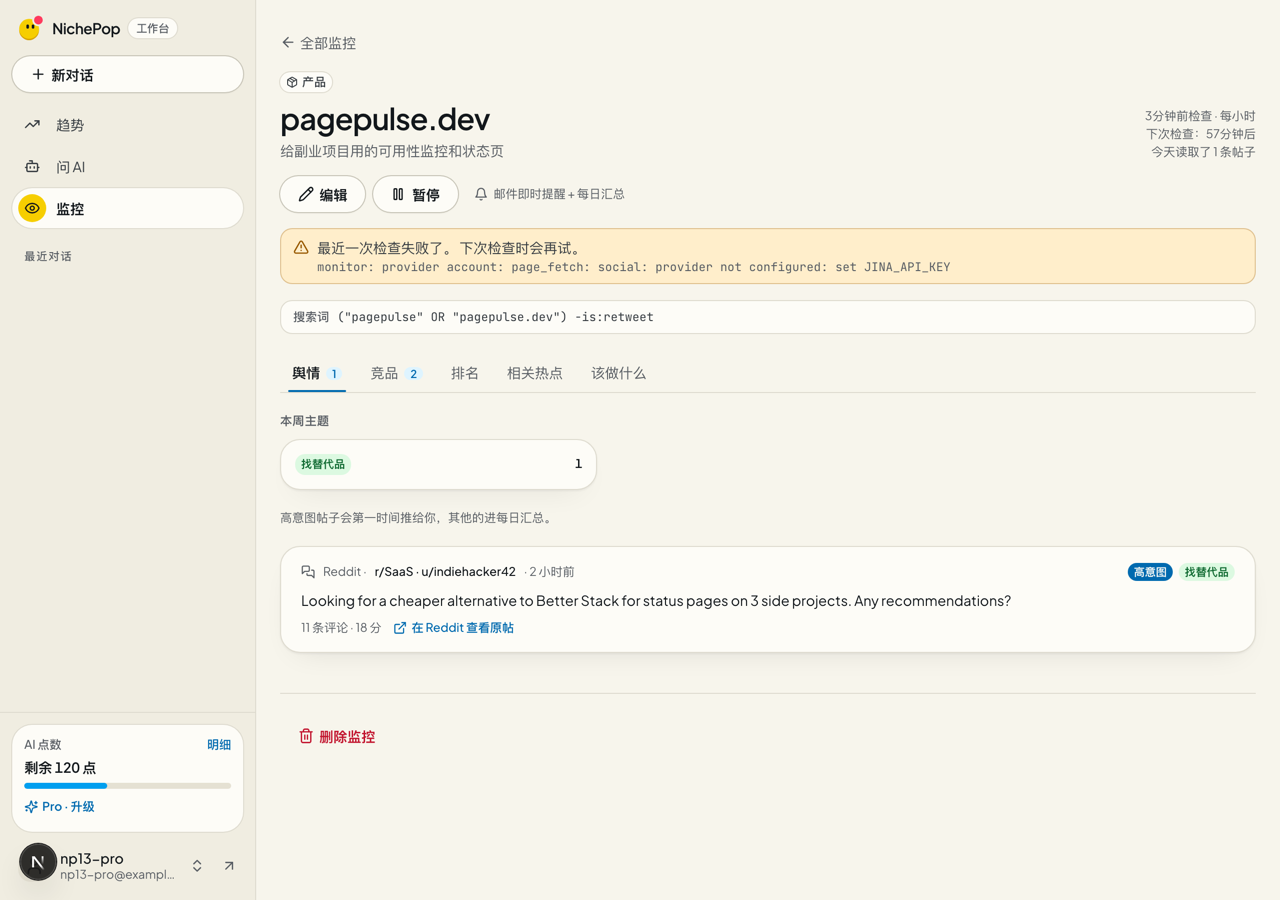 NichePop 工作台
新对话
趋势
问 AI
监控
最近对话
AI 点数 明细
剩余 120 点
Pro · 升级
N
np13-pro
np13-pro@exampl...
全部监控
产品
pagepulse.dev
给副业项目用的可用性监控和状态页
3分钟前检查 · 每小时
下次检查：57分钟后
今天读取了 1 条帖子
编辑 暂停 邮件即时提醒 + 每日汇总
最近一次检查失败了。下次检查时会再试。
monitor: provider account: page_fetch: social: provider not configured: set JINA_API_KEY
搜索词 ("pagepulse" OR "pagepulse.dev") -is:retweet
舆情 1 竞品 2 排名 相关热点 该做什么
本周主题
找替代品 1
高意图帖子会第一时间推给你，其他的进每日汇总。
Reddit · r/SaaS · u/indiehacker42 · 2 小时前 高意图 找替代品
Looking for a cheaper alternative to Better Stack for status pages on 3 side projects. Any recommendations?
11 条评论 · 18 分 在 Reddit 查看原帖
删除监控